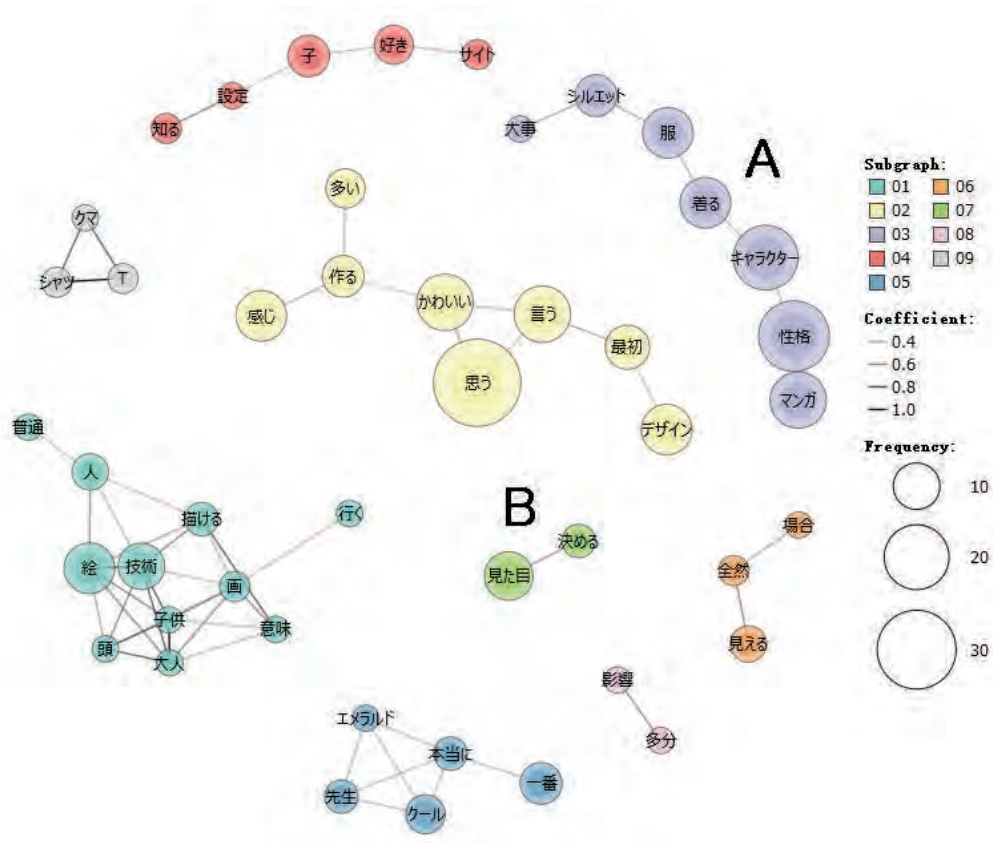 子
好き
サイト
設定
知る
シルエット
大事
服
A
着る
キャラクター
性格
マンガ
多い
作る
感じ
かわいい
言う
思う
最初
デザイン
クマ
シャツ
T
Subgraph:
01 06
02 07
03 08
04 09
05
Coefficient:
0.4
0.6
0.8
1.0
Frequency:
10
20
30
普通
人
描ける
行く
絵
技術
画
子供
意味
頭
大人
B
決める
見た目
場合
全然
見える
影響
多分
エメラルド
本当に
一番
先生
クール